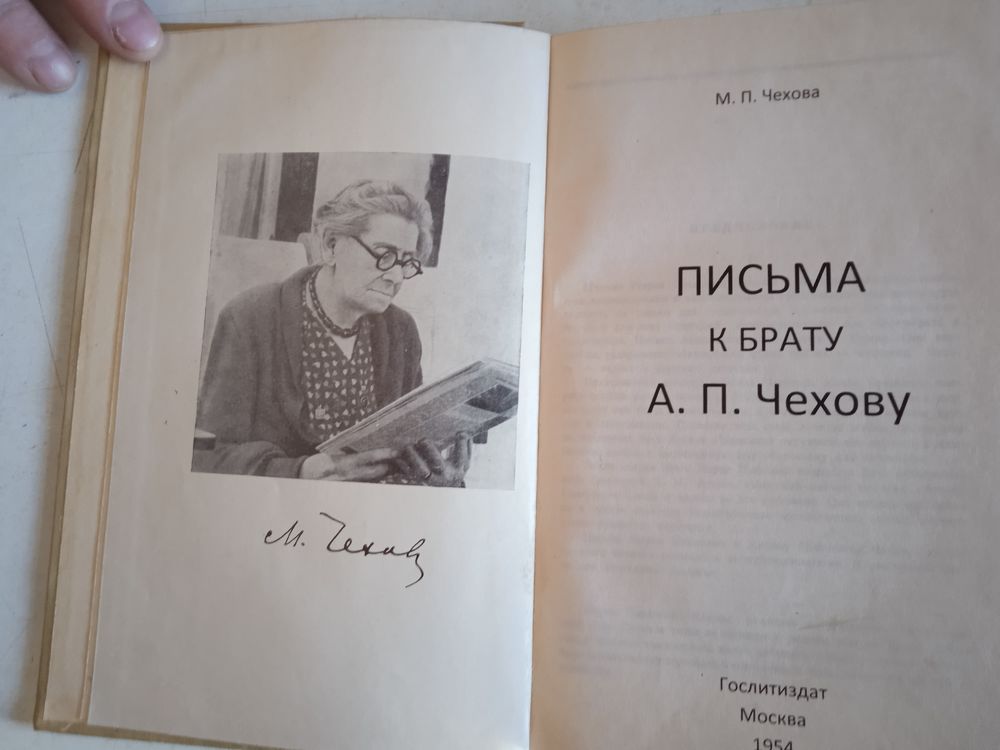 М. Чехова
М. П. Чехова
ПИСЬМА
К БРАТУ
А. П. Чехову
Гослитиздат
Москва
1954